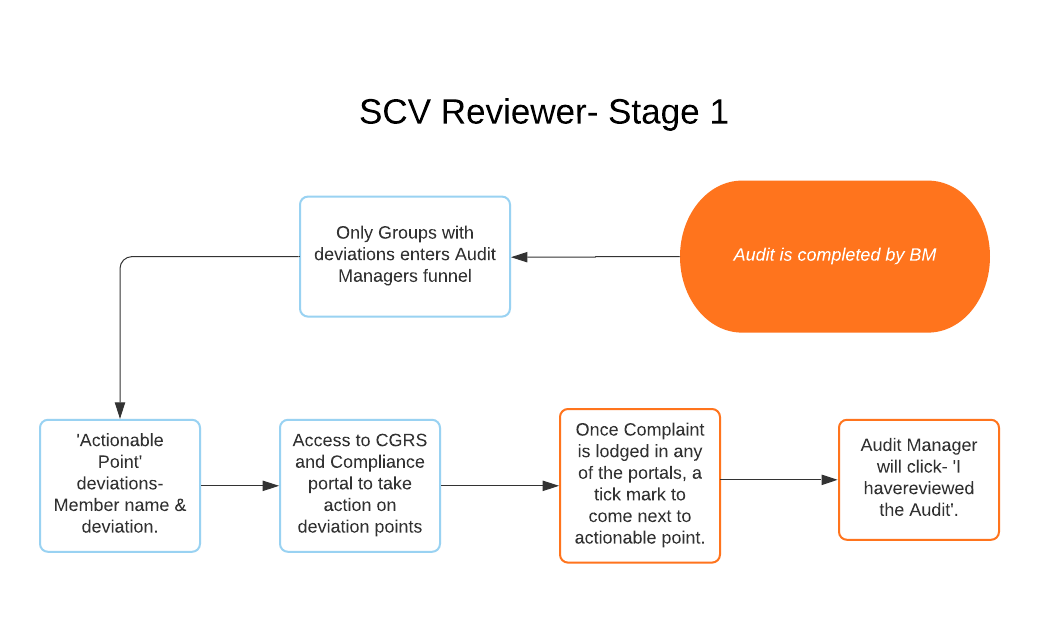 SCV Reviewer- Stage 1
Audit is completed by BM
Only Groups with
deviations enters Audit
Managers funnel
'Actionable
Point'
deviations-
Member name &
deviation.
Access to CGRS
and Compliance
portal to take
action on
deviation points
Once Complaint
is lodged in any
of the portals, a
tick mark to
come next to
actionable point.
Audit Manager
will click- 'I
havereviewed
the Audit'.